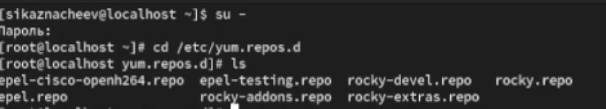 [sikaznacheev@localhost ~]$ su -
Пароль:
[root@localhost ~]# cd /etc/yum.repos.d
[root@localhost yum.repos.d]# ls
epel-cisco-openh264.repo epel-testing.repo rocky-devel.repo rocky.repo
epel.repo rocky-addons.repo rocky-extras.repo